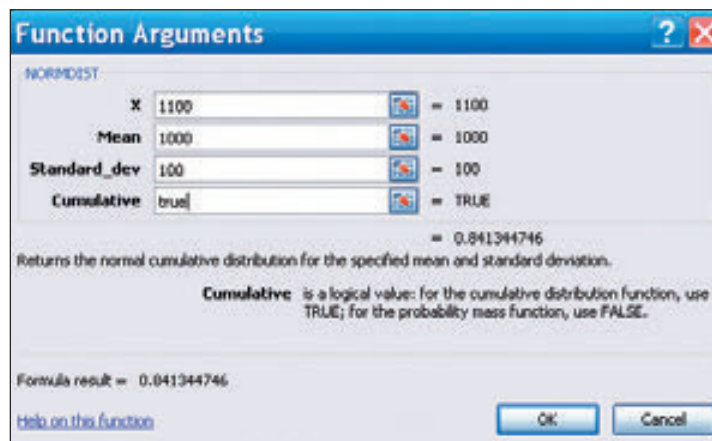 Function Arguments ? X
NORMDIST
X 1100 = 1100
Mean 1000 = 1000
Standard_dev 100 = 100
Cumulative true = TRUE
= 0.841344746
Returns the normal cumulative distribution for the specified mean and standard deviation.
Cumulative is a logical value: for the cumulative distribution function, use
TRUE; for the probability mass function, use FALSE.
Formula result = 0.841344746
Help on this function OK Cancel